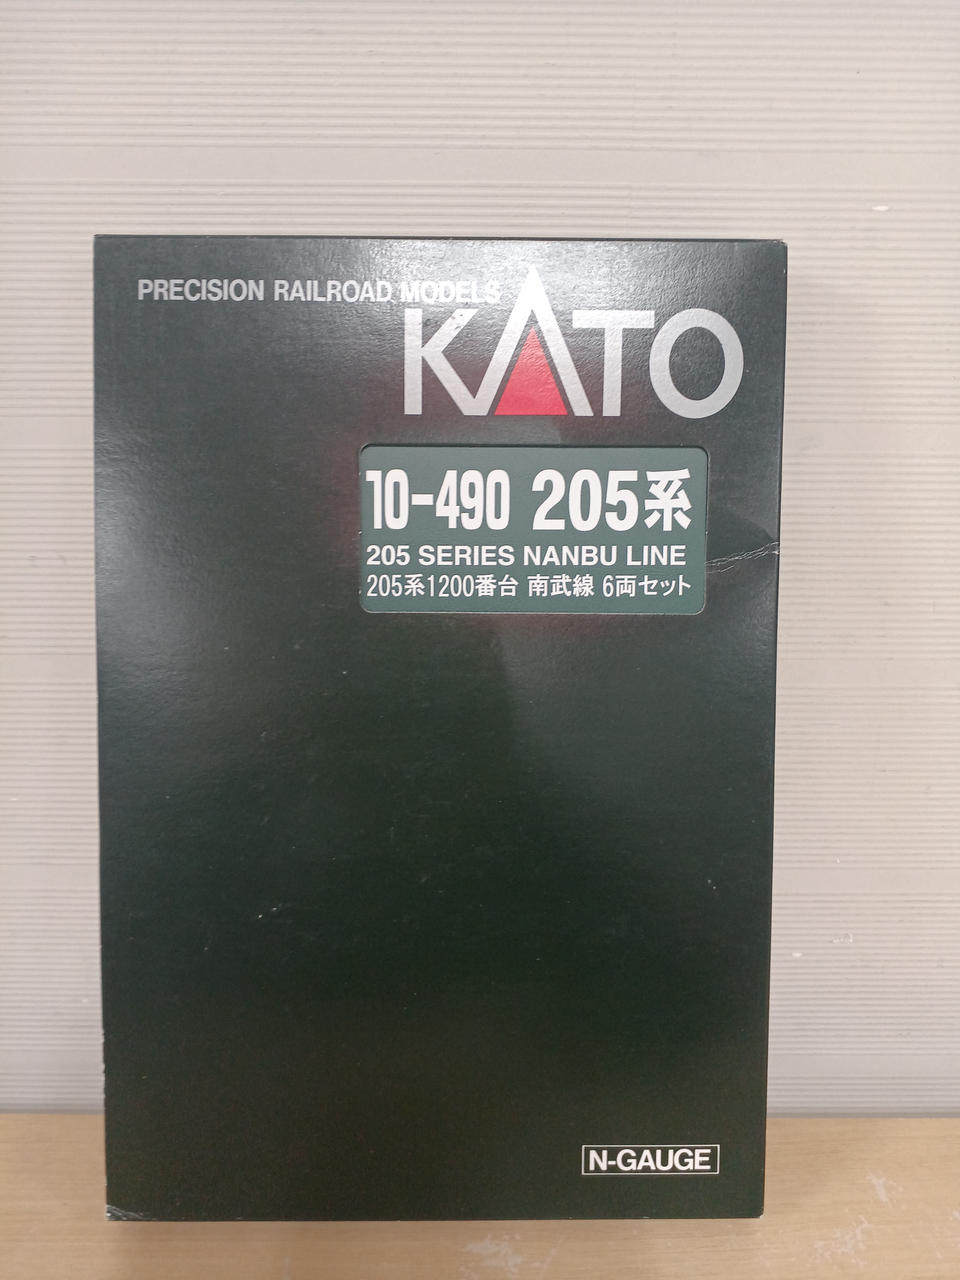 PRECISION RAILROAD MODELS
KATO
10-490 205系
205 SERIES NANBU LINE
205系1200番台 南武線 6両セット
N-GAUGE